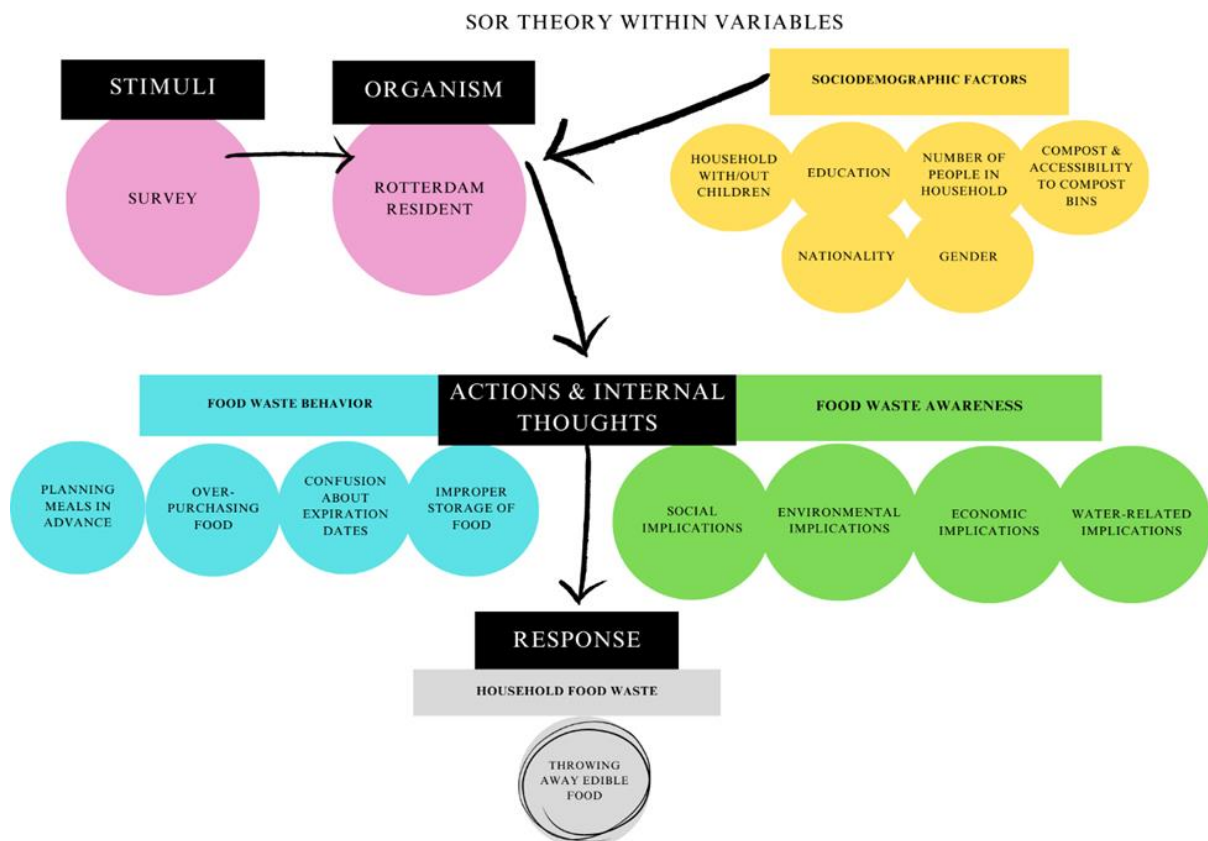 SOR THEORY WITHIN VARIABLES
STIMULI
SURVEY
ORGANISM
ROTTERDAM
RESIDENT
SOCIODEMOGRAPHIC FACTORS
HOUSEHOLD
WITH/OUT
CHILDREN
EDUCATION
NUMBER OF
PEOPLE IN
HOUSEHOLD
COMPOST &
ACCESSIBILITY
TO COMPOST
BINS
NATIONALITY
GENDER
ACTIONS & INTERNAL
THOUGHTS
FOOD WASTE BEHAVIOR
PLANNING
MEALS IN
ADVANCE
OVER-
PURCHASING
FOOD
CONFUSION
ABOUT
EXPIRATION
DATES
IMPROPER
STORAGE OF
FOOD
FOOD WASTE AWARENESS
SOCIAL
IMPLICATIONS
ENVIRONMENTAL
IMPLICATIONS
ECONOMIC
IMPLICATIONS
WATER-RELATED
IMPLICATIONS
RESPONSE
HOUSEHOLD FOOD WASTE
THROWING
AWAY EDIBLE
FOOD